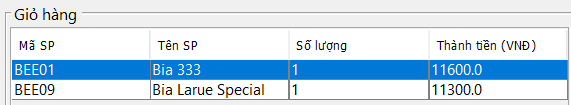 Giỏ hàng
Mã SP Tên SP Số lượng Thành tiền (VNĐ)
BEE01 Bia 333 1 11600.0
BEE09 Bia Larue Special 1 11300.0